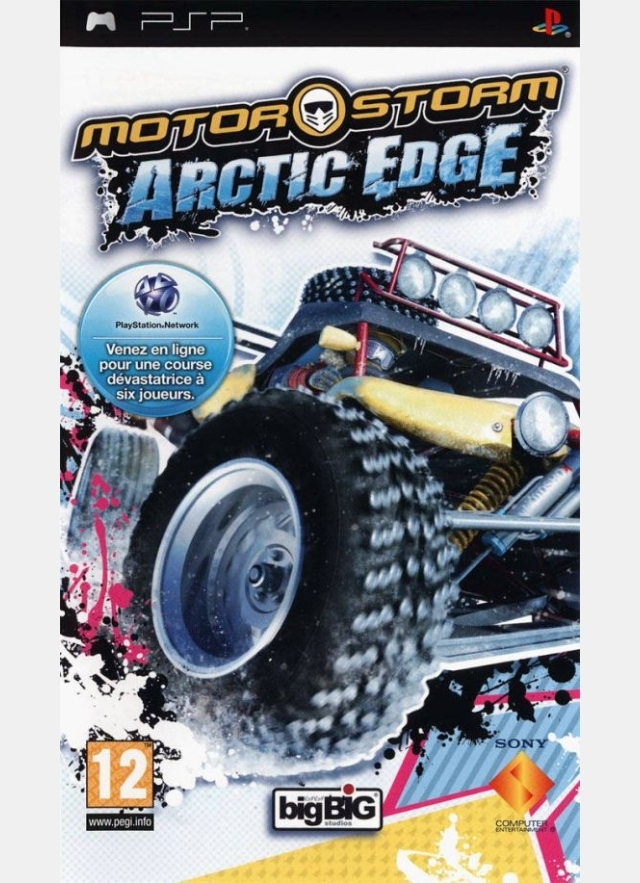 PSP
MOTORSTORM
ARCTIC EDGE
PlayStation Network
Venez en ligne
pour une course
dévastatrice à
six joueurs.
12
www.pegi.info
bigBIG
studios
SONY
COMPUTER
ENTERTAINMENT